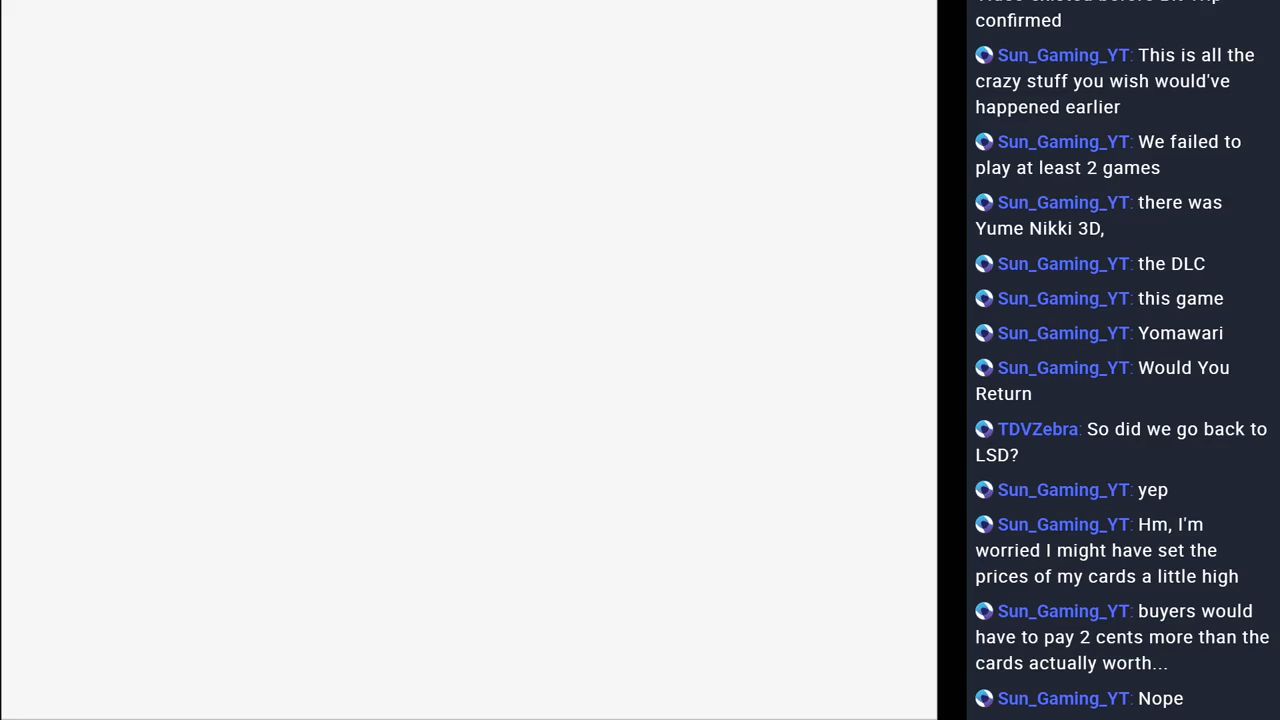 confirmed
Sun_Gaming_YT: This is all the
crazy stuff you wish would've
happened earlier
Sun_Gaming_YT: We failed to
play at least 2 games
Sun_Gaming_YT: there was
Yume Nikki 3D,
Sun_Gaming_YT: the DLC
Sun_Gaming_YT: this game
Sun_Gaming_YT: Yomawari
Sun_Gaming_YT: Would You
Return
TDVZebra: So did we go back to
LSD?
Sun_Gaming_YT: yep
Sun_Gaming_YT: Hm, I'm
worried I might have set the
prices of my cards a little high
Sun_Gaming_YT: buyers would
have to pay 2 cents more than the
cards actually worth...
Sun_Gaming_YT: Nope